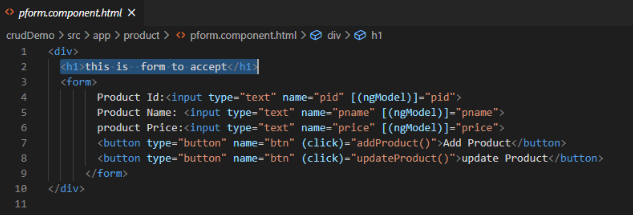 pform.component.html ×
crudDemo > src > app > product > pform.component.html > div > h1
1 <div>
2 <h1>this is  form to accept</h1>
3 <form>
4 Product Id:<input type="text" name="pid" [(ngModel)]="pid">
5 Product Name: <input type="text" name="pname" [(ngModel)]="pname">
6 product Price:<input type="text" name="price" [(ngModel)]="price">
7 <button type="button" name="btn" (click)="addProduct()">Add Product</button>
8 <button type="button" name="btn" (click)="updateProduct()">update Product</button>
9 </form>
10 </div>
11